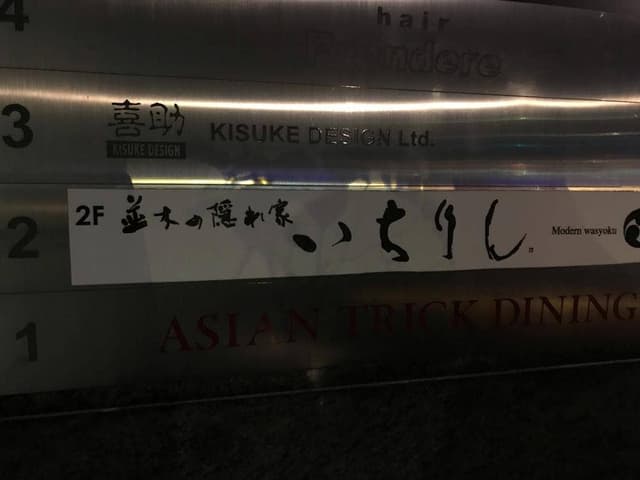 4 hair
3 喜助 KISUKE DESIGN Ltd.
KISUKE DESIGN
2 2F 並木の隠れ家 いちりん Modern wasyoku
1 ASIAN TRICK DINING